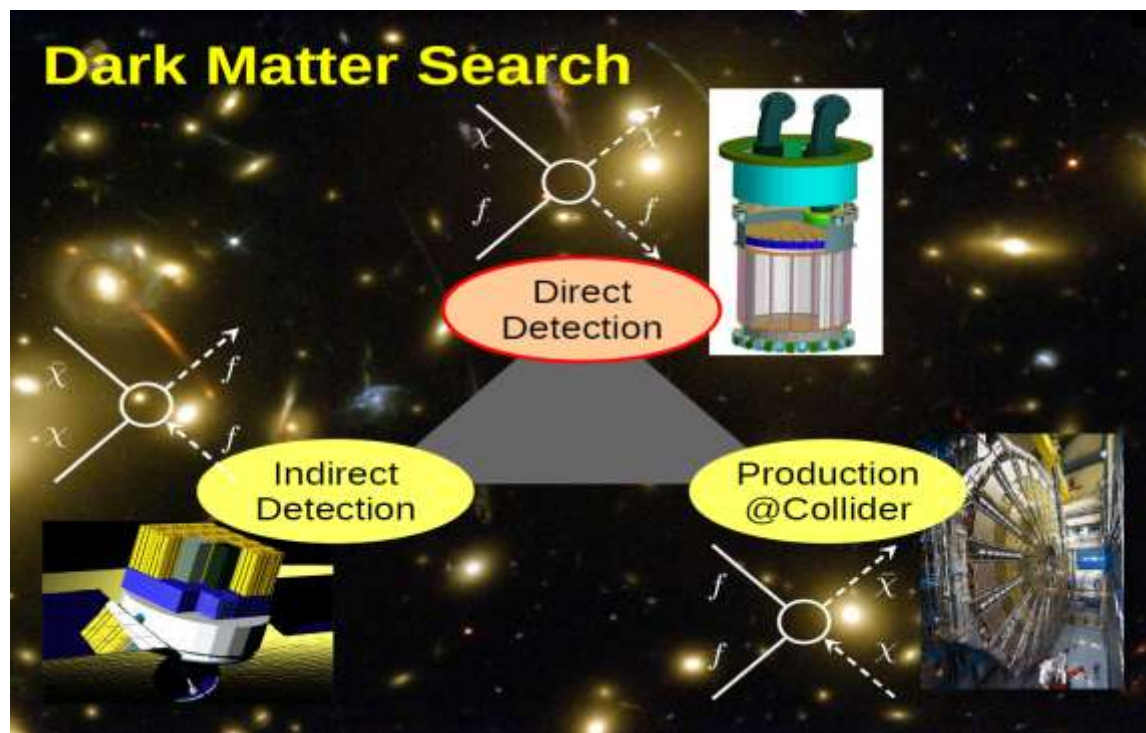 Dark Matter Search
χ
χ
f
f
Direct
Detection
χ̄
f
χ
f
Indirect
Detection
Production
@Collider
f
χ̄
f
χ